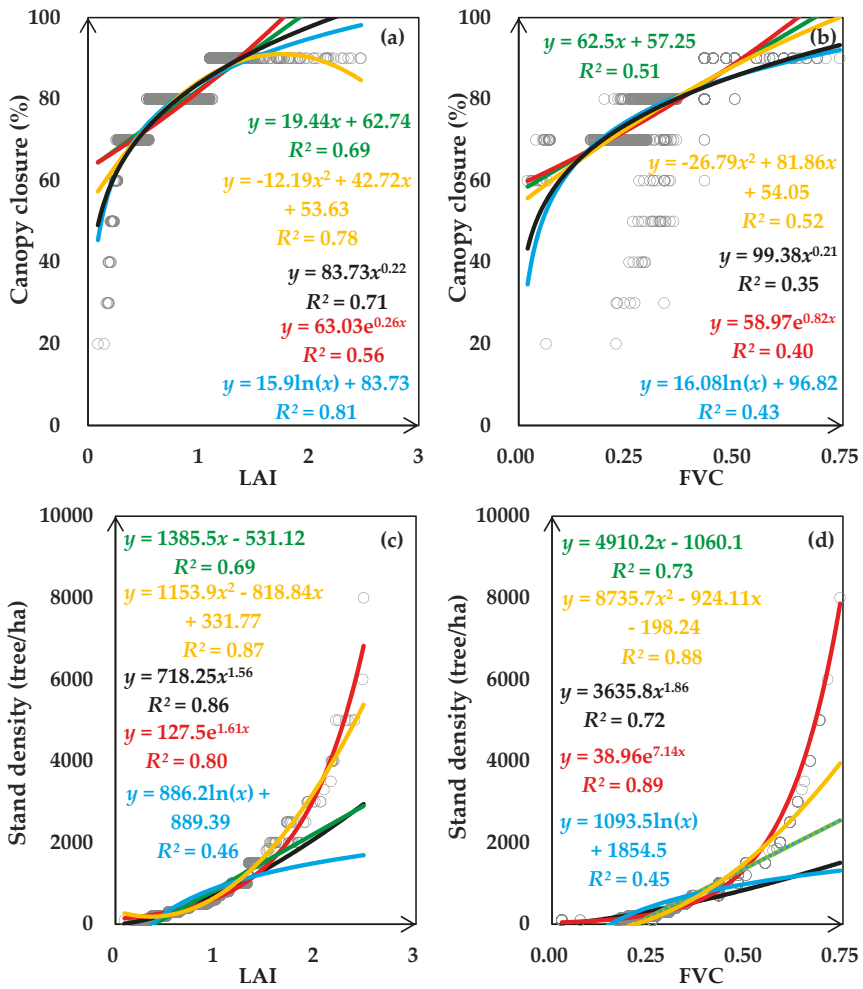 (a)
100
80
60
40
20
0
Canopy closure (%)
y = 19.44x + 62.74
R² = 0.69
y = -12.19x² + 42.72x
+ 53.63
R² = 0.78
y = 83.73x^0.22
R² = 0.71
y = 63.03e^0.26x
R² = 0.56
y = 15.9ln(x) + 83.73
R² = 0.81
0 1 2 3
LAI
(b)
100
80
60
40
20
0
Canopy closure (%)
y = 62.5x + 57.25
R² = 0.51
y = -26.79x² + 81.86x
+ 54.05
R² = 0.52
y = 99.38x^0.21
R² = 0.35
y = 58.97e^0.82x
R² = 0.40
y = 16.08ln(x) + 96.82
R² = 0.43
0.00 0.25 0.50 0.75
FVC
(c)
10000
8000
6000
4000
2000
0
Stand density (tree/ha)
y = 1385.5x - 531.12
R² = 0.69
y = 1153.9x² - 818.84x
+ 331.77
R² = 0.87
y = 718.25x^1.56
R² = 0.86
y = 127.5e^1.61x
R² = 0.80
y = 886.2ln(x) +
889.39
R² = 0.46
0 1 2 3
LAI
(d)
10000
8000
6000
4000
2000
0
Stand density (tree/ha)
y = 4910.2x - 1060.1
R² = 0.73
y = 8735.7x² - 924.11x
- 198.24
R² = 0.88
y = 3635.8x^1.86
R² = 0.72
y = 38.96e^7.14x
R² = 0.89
y = 1093.5ln(x)
+ 1854.5
R² = 0.45
0.00 0.25 0.50 0.75
FVC